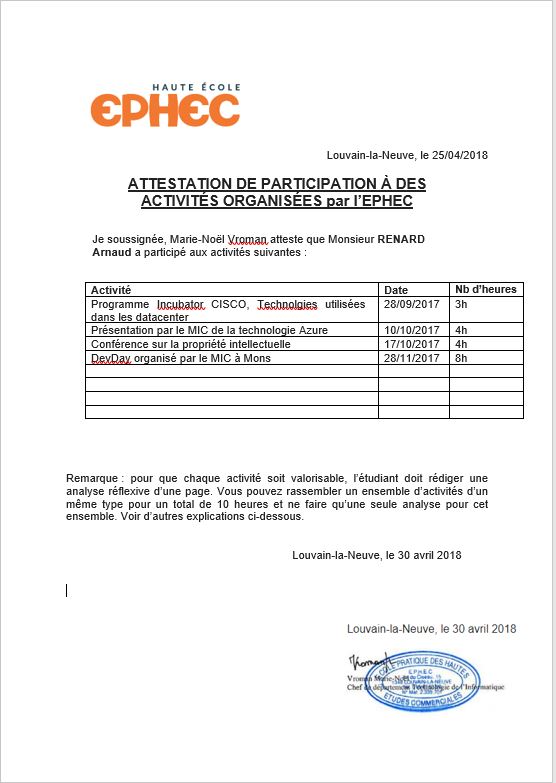 HAUTE ÉCOLE
EPHEC
Louvain-la-Neuve, le 25/04/2018
ATTESTATION DE PARTICIPATION À DES
ACTIVITÉS ORGANISÉES par l'EPHEC
Je soussignée, Marie-Noël Vroman atteste que Monsieur RENARD
Arnaud a participé aux activités suivantes :
Activité Date Nb d'heures
Programme Incubator CISCO, Technolgies utilisées 28/09/2017 3h
dans les datacenter
Présentation par le MIC de la technologie Azure 10/10/2017 4h
Conférence sur la propriété intellectuelle 17/10/2017 4h
DevDay organisé par le MIC à Mons 28/11/2017 8h
Remarque : pour que chaque activité soit valorisable, l'étudiant doit rédiger une
analyse réflexive d'une page. Vous pouvez rassembler un ensemble d'activités d'un
même type pour un total de 10 heures et ne faire qu'une seule analyse pour cet
ensemble. Voir d'autres explications ci-dessous.
Louvain-la-Neuve, le 30 avril 2018
Louvain-la-Neuve, le 30 avril 2018
Vroman
PRATIQUE DES HAUTES
EPHEC
Vroman Marie-Noël
Chef de département Technologie de l'Informatique
ETUDES COMMERCIALES